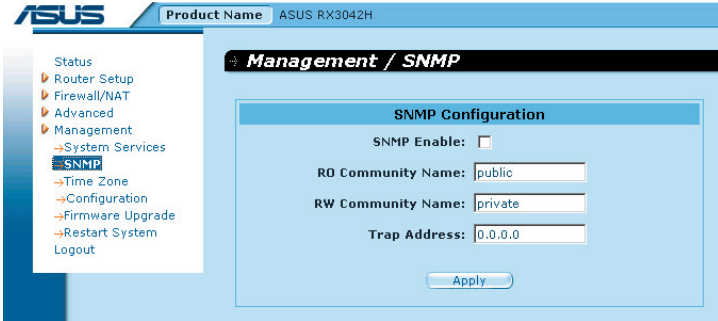 ASUS
Product Name ASUS RX3042H
Status
Router Setup
Firewall/NAT
Advanced
Management
→System Services
→SNMP
→Time Zone
→Configuration
→Firmware Upgrade
→Restart System
Logout
Management / SNMP
SNMP Configuration
SNMP Enable:
RO Community Name: public
RW Community Name: private
Trap Address: 0.0.0.0
Apply